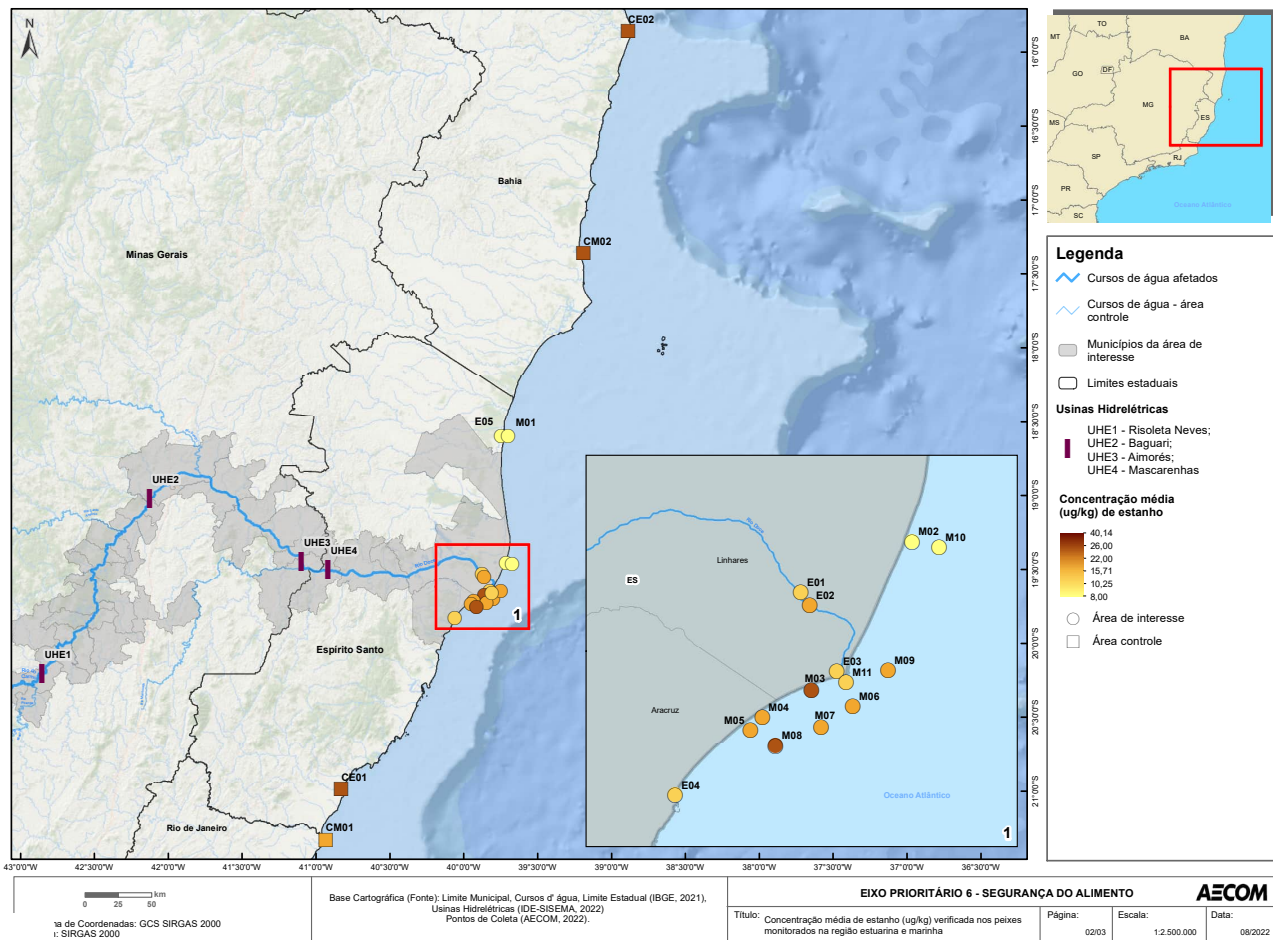 N
CE02
Bahia
CM02
Minas Gerais
E05
M01
UHE2
UHE3
UHE4
Rio Doce
1
Espírito Santo
UHE1
CE01
Rio de Janeiro
CM01
16°0'0"S
16°30'0"S
17°0'0"S
17°30'0"S
18°0'0"S
18°30'0"S
19°0'0"S
19°30'0"S
20°0'0"S
20°30'0"S
21°0'0"S
43°0'0"W
42°30'0"W
42°0'0"W
41°30'0"W
41°0'0"W
40°30'0"W
40°0'0"W
39°30'0"W
39°0'0"W
38°30'0"W
38°0'0"W
37°30'0"W
37°0'0"W
36°30'0"W
Rio Doce
Linhares
ES
M02
M10
E01
E02
E03
M09
M11
M03
M06
Aracruz
M04
M05
M07
M08
E04
Oceano Atlântico
1
TO
BA
MT
GO
DF
MG
MS
ES
SP
RJ
PR
SC
Oceano Atlântico
Legenda
Cursos de água afetados
Cursos de água - área
controle
Municípios da área de
interesse
Limites estaduais
Usinas Hidrelétricas
UHE1 - Risoleta Neves;
UHE2 - Baguari;
UHE3 - Aimorés;
UHE4 - Mascarenhas
Concentração média
(ug/kg) de estanho
40,14
26,00
15,71
10,25
8,00
Área de interesse
Área controle
km
0 25 50
na de Coordenadas: GCS SIRGAS 2000
: SIRGAS 2000
Base Cartográfica (Fonte): Limite Municipal, Cursos d' água, Limite Estadual (IBGE, 2021),
Usinas Hidrelétricas (IDE-SISEMA, 2022)
Pontos de Coleta (AECOM, 2022).
EIXO PRIORITÁRIO 6 - SEGURANÇA DO ALIMENTO
AECOM
Título: Concentração média de estanho (ug/kg) verificada nos peixes
monitorados na região estuarina e marinha
Página:
02/03
Escala:
1:2.500.000
Data:
08/2022